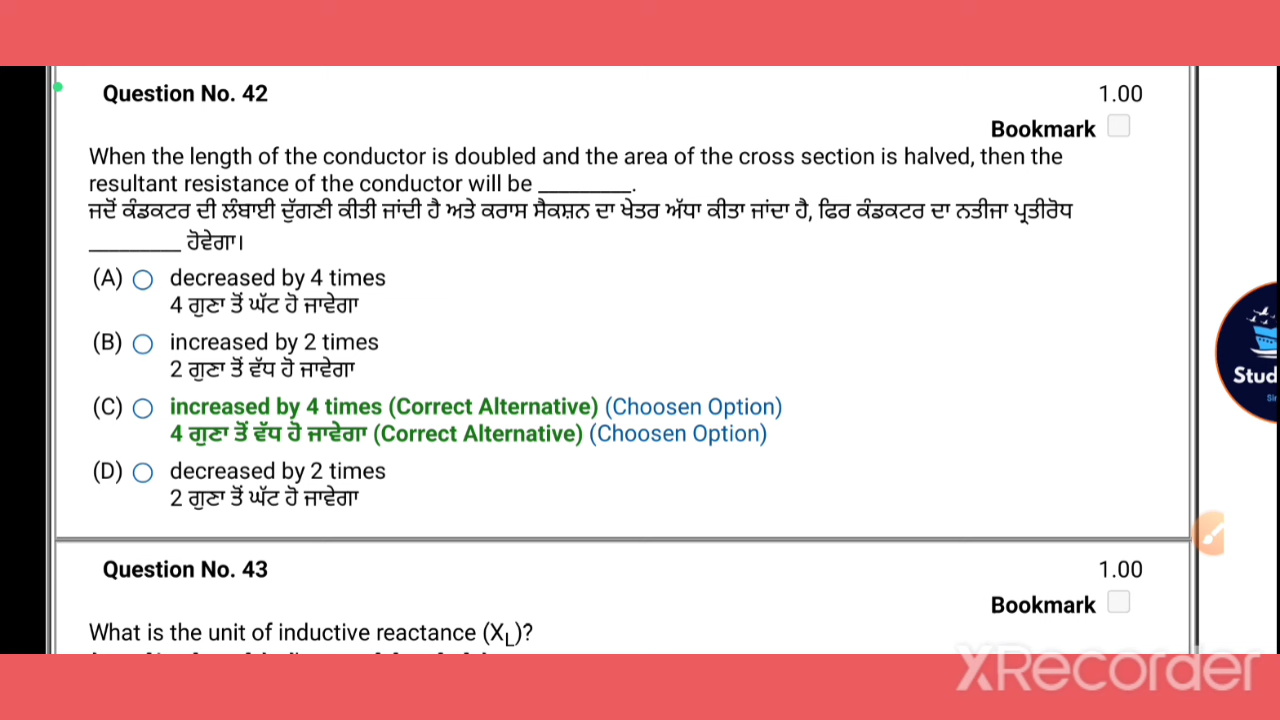 Question No. 42
1.00
Bookmark
When the length of the conductor is doubled and the area of the cross section is halved, then the
resultant resistance of the conductor will be ________.
ਜਦੋਂ ਕੰਡਕਟਰ ਦੀ ਲੰਬਾਈ ਦੁੱਗਣੀ ਕੀਤੀ ਜਾਂਦੀ ਹੈ ਅਤੇ ਕਰਾਸ ਸੈਕਸ਼ਨ ਦਾ ਖੇਤਰ ਅੱਧਾ ਕੀਤਾ ਜਾਂਦਾ ਹੈ, ਫਿਰ ਕੰਡਕਟਰ ਦਾ ਨਤੀਜਾ ਪ੍ਰਤੀਰੋਧ
________ ਹੋਵੇਗਾ।
(A) decreased by 4 times
4 ਗੁਣਾ ਤੋਂ ਘੱਟ ਹੋ ਜਾਵੇਗਾ
(B) increased by 2 times
2 ਗੁਣਾ ਤੋਂ ਵੱਧ ਹੋ ਜਾਵੇਗਾ
(C) increased by 4 times (Correct Alternative) (Choosen Option)
4 ਗੁਣਾ ਤੋਂ ਵੱਧ ਹੋ ਜਾਵੇਗਾ (Correct Alternative) (Choosen Option)
(D) decreased by 2 times
2 ਗੁਣਾ ਤੋਂ ਘੱਟ ਹੋ ਜਾਵੇਗਾ
Stud
Question No. 43
1.00
Bookmark
What is the unit of inductive reactance (X_L)?
XRecorder